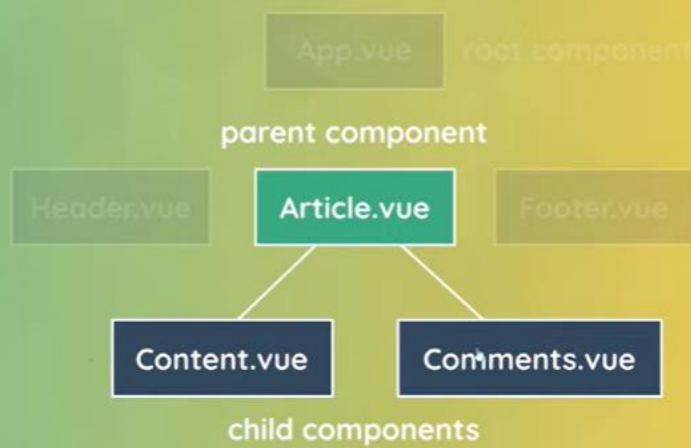 App.vue root component
parent component
Header.vue Article.vue Footer.vue
Content.vue Comments.vue
child components